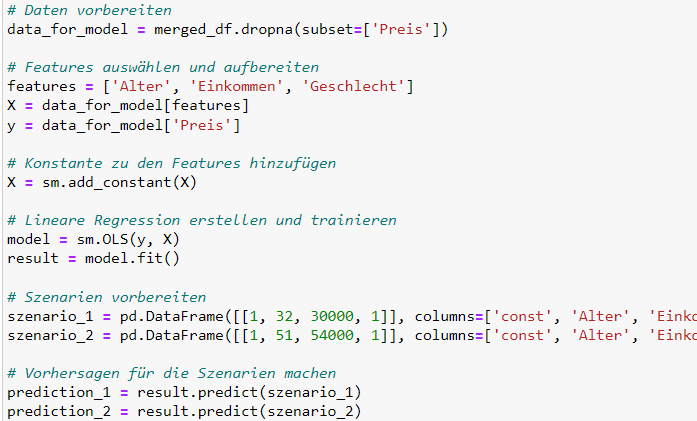 # Daten vorbereiten
data_for_model = merged_df.dropna(subset=['Preis'])
# Features auswählen und aufbereiten
features = ['Alter', 'Einkommen', 'Geschlecht']
X = data_for_model[features]
y = data_for_model['Preis']
# Konstante zu den Features hinzufügen
X = sm.add_constant(X)
# Lineare Regression erstellen und trainieren
model = sm.OLS(y, X)
result = model.fit()
# Szenarien vorbereiten
szenario_1 = pd.DataFrame([[1, 32, 30000, 1]], columns=['const', 'Alter', 'Einko
szenario_2 = pd.DataFrame([[1, 51, 54000, 1]], columns=['const', 'Alter', 'Einko
# Vorhersagen für die Szenarien machen
prediction_1 = result.predict(szenario_1)
prediction_2 = result.predict(szenario_2)